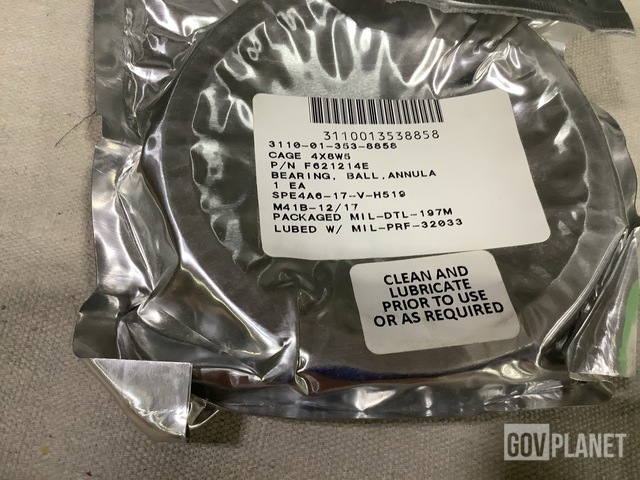 3110013538858
3110-01-353-8858
CAGE 4X8W5
P/N F621214E
BEARING, BALL, ANNULA
1 EA
SPE4A6-17-V-H519
M41B-12/17
PACKAGED MIL-DTL-197M
LUBED W/ MIL-PRF-32033
CLEAN AND
LUBRICATE
PRIOR TO USE
OR AS REQUIRED
GOVPLANET